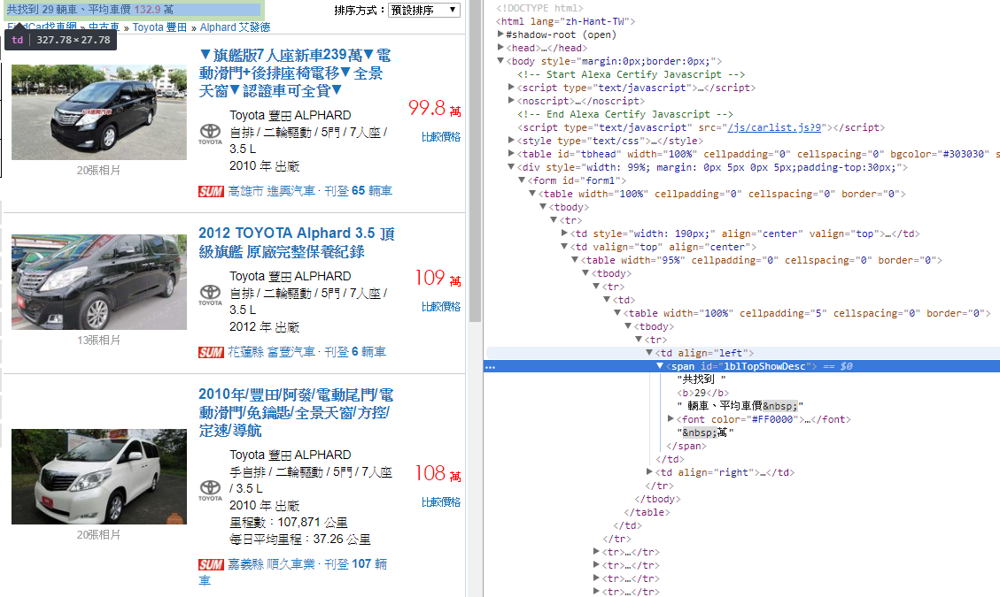 共找到 29 輛車、平均車價 132.9 萬
排序方式：
預設排序 ▼
FindCar找車網 » 中古車 » Toyota 豐田 » Alphard 艾發德
td | 327.78×27.78
▼旗艦版7人座新車239萬▼電
動滑門+後排座椅電移▼全景
天窗▼認證車可全貸▼
99.8 萬
比較價格
TOYOTA
Toyota 豐田 ALPHARD
自排 / 二輪驅動 / 5門 / 7人座 /
3.5 L
2010 年 出廠
20張相片
SUM 高雄市 進興汽車 · 刊登 65 輛車
2012 TOYOTA Alphard 3.5 頂
級旗艦 原廠完整保養紀錄
109 萬
比較價格
TOYOTA
Toyota 豐田 ALPHARD
自排 / 二輪驅動 / 5門 / 7人座 /
3.5 L
2012 年 出廠
13張相片
SUM 花蓮縣 富豐汽車 · 刊登 6 輛車
2010年/豐田/阿發/電動尾門/電
動滑門/免鑰匙/全景天窗/方控/
定速/導航
108 萬
比較價格
TOYOTA
Toyota 豐田 ALPHARD
手自排 / 二輪驅動 / 5門 / 7人座
/ 3.5 L
2010 年 出廠
里程數：107,871 公里
每日平均里程：37.26 公里
20張相片
SUM 嘉義縣 順久車業 · 刊登 107 輛
車
<!DOCTYPE html>
<html lang="zh-Hant-TW">
▶#shadow-root (open)
▶<head>…</head>
▼<body style="margin:0px;border:0px;">
<!-- Start Alexa Certify Javascript -->
▶<script type="text/javascript">…</script>
▶<noscript>…</noscript>
<!-- End Alexa Certify Javascript -->
<script type="text/javascript" src="/js/carlist.js?9"></script>
▶<style type="text/css">…</style>
▶<table id="tbhead" width="100%" cellpadding="0" cellspacing="0" bgcolor="#303030" s
▼<div style="width: 99%; margin: 0px 5px 0px 5px;padding-top:30px;">
▼<form id="form1">
▼<table width="100%" cellpadding="0" cellspacing="0" border="0">
▼<tbody>
▼<tr>
▶<td style="width: 190px;" align="center" valign="top">…</td>
▼<td valign="top" align="center">
▼<table width="95%" cellpadding="0" cellspacing="0" border="0">
▼<tbody>
▼<tr>
▼<td>
▼<table width="100%" cellpadding="5" cellspacing="0" border="0">
▼<tbody>
▼<tr>
▼<td align="left">
… ▼<span id="lblTopShowDesc"> == $0
"共找到 "
<b>29</b>
" 輛車、平均車價&nbsp;"
▶<font color="#FF0000">…</font>
"&nbsp;萬"
</span>
</td>
▶<td align="right">…</td>
</tr>
</tbody>
</table>
</td>
</tr>
▶<tr>…</tr>
▶<tr>…</tr>
▶<tr>…</tr>
▶<tr>…</tr>